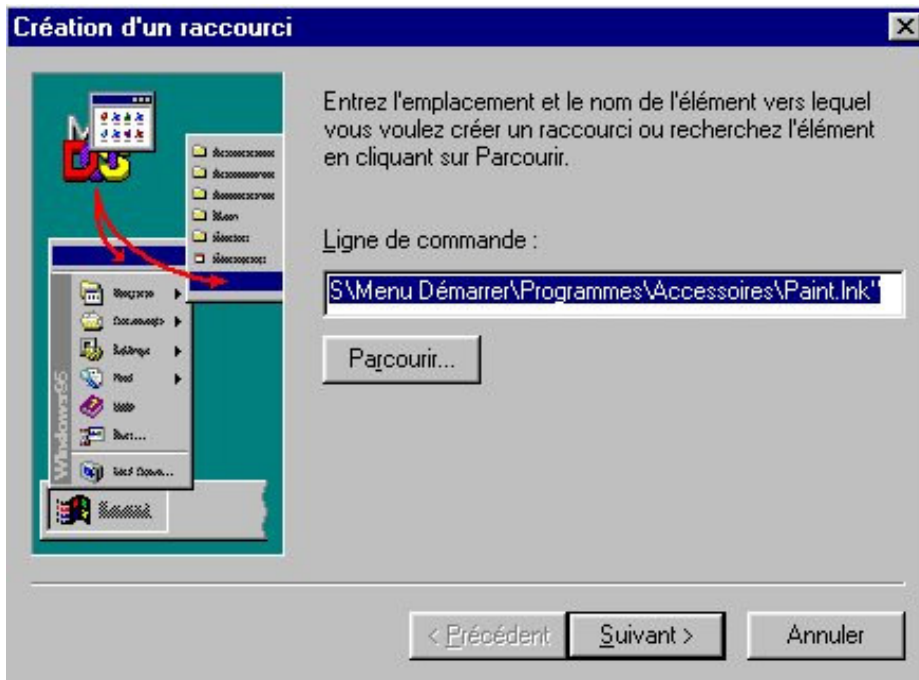 Création d'un raccourci
Entrez l'emplacement et le nom de l'élément vers lequel
vous voulez créer un raccourci ou recherchez l'élément
en cliquant sur Parcourir.
Ligne de commande :
S\Menu Démarrer\Programmes\Accessoires\Paint.lnk"
Parcourir...
Windows95
< Précédent
Suivant >
Annuler